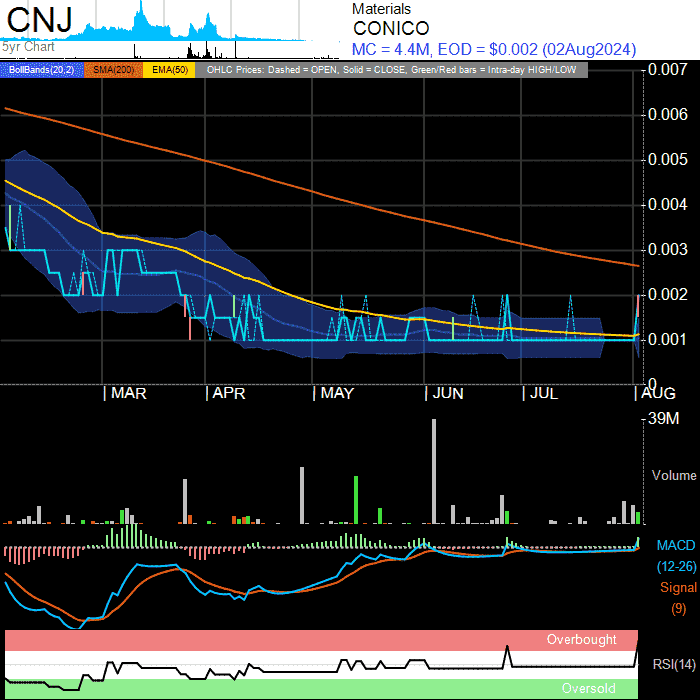 CNJ
5yr Chart
Materials
CONICO
MC = 4.4M, EOD = $0.002 (02Aug2024)
BollBands(20,2) SMA(200) EMA(50) OHLC Prices: Dashed = OPEN, Solid = CLOSE, Green/Red bars = Intra-day HIGH/LOW
0.007
0.006
0.005
0.004
0.003
0.002
0.001
0
MAR APR MAY JUN JUL AUG
39M
Volume
MACD
(12-26)
Signal
(9)
Overbought
RSI(14)
Oversold